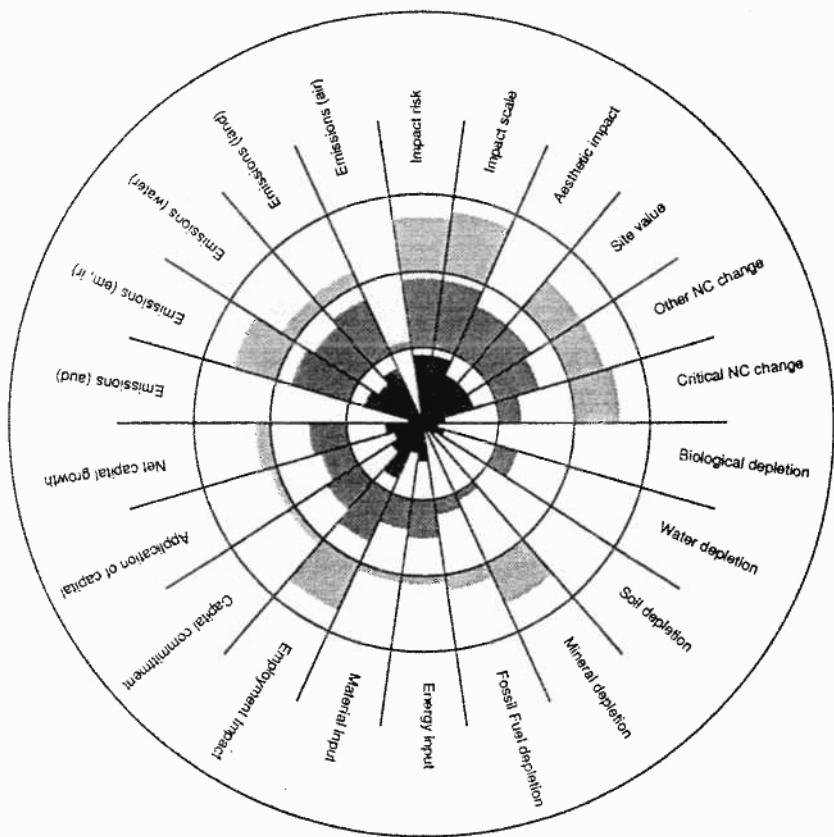 Impact risk
Impact scale
Aesthetic impact
Site value
Other NC change
Critical NC change
Biological depletion
Water depletion
Soil depletion
Mineral depletion
Fossil Fuel depletion
Energy input
Material input
Employment impact
Capital commitment
Application of capital
Net capital growth
Emissions (aud)
Emissions (em, ir)
Emissions (water)
Emissions (land)
Emissions (air)